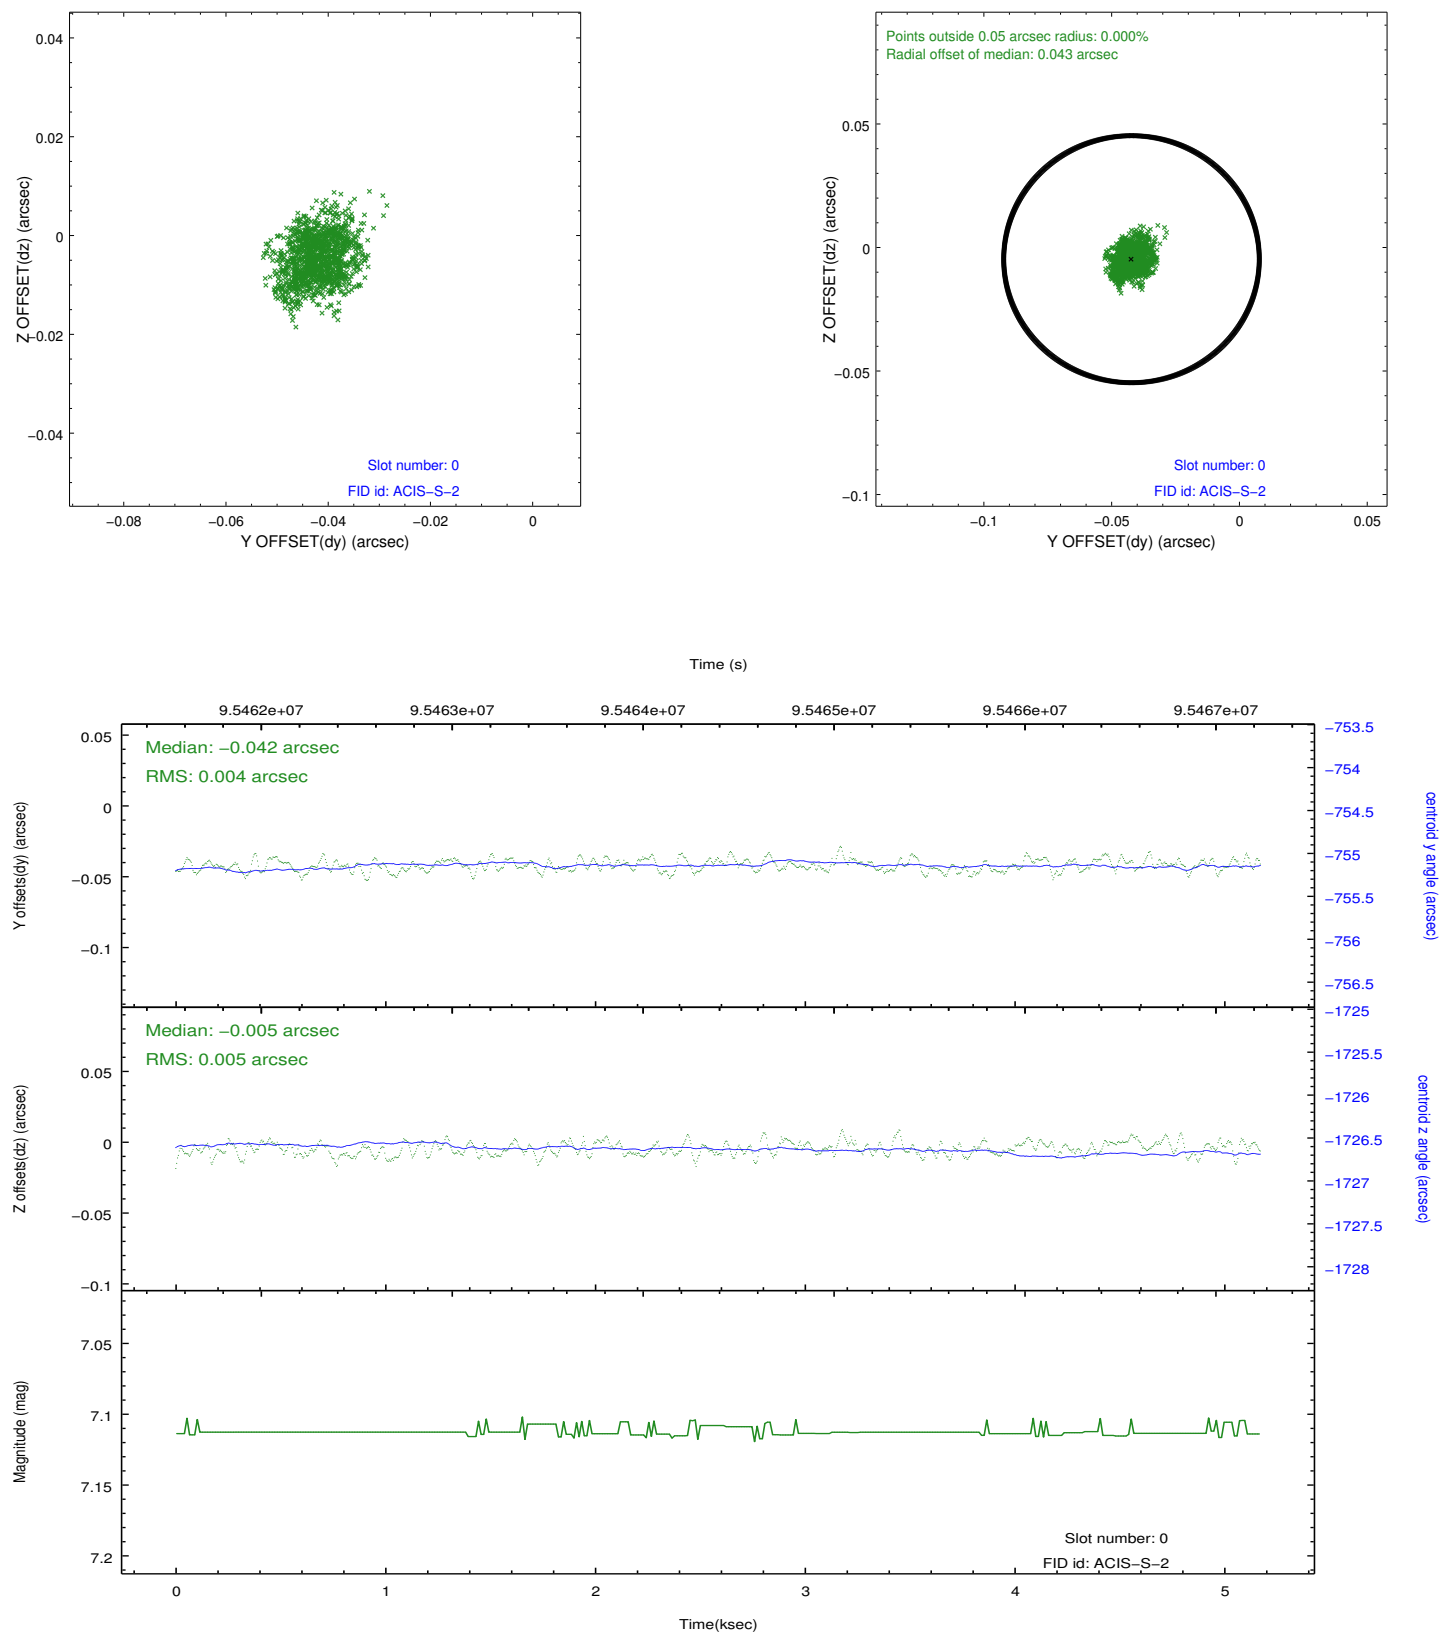 0.04
0.02
0
−0.02
−0.04
Z OFFSET(dz) (arcsec)
Slot number: 0
FID id: ACIS−S−2
−0.08
−0.06
−0.04
−0.02
0
Y OFFSET(dy) (arcsec)
Points outside 0.05 arcsec radius: 0.000%
Radial offset of median: 0.043 arcsec
0.05
0
−0.05
−0.1
Z OFFSET(dz) (arcsec)
Slot number: 0
FID id: ACIS−S−2
−0.1
−0.05
0
0.05
Y OFFSET(dy) (arcsec)
Time (s)
9.5462e+07
9.5463e+07
9.5464e+07
9.5465e+07
9.5466e+07
9.5467e+07
Median: −0.042 arcsec
RMS: 0.004 arcsec
0.05
0
−0.05
−0.1
Y offsets(dy) (arcsec)
−753.5
−754
−754.5
−755
−755.5
−756
−756.5
centroid y angle (arcsec)
Median: −0.005 arcsec
RMS: 0.005 arcsec
0.05
0
−0.05
−0.1
Z offsets(dz) (arcsec)
−1725
−1725.5
−1726
−1726.5
−1727
−1727.5
−1728
centroid z angle (arcsec)
7.05
7.1
7.15
7.2
Magnitude (mag)
Slot number: 0
FID id: ACIS−S−2
0
1
2
3
4
5
Time(ksec)